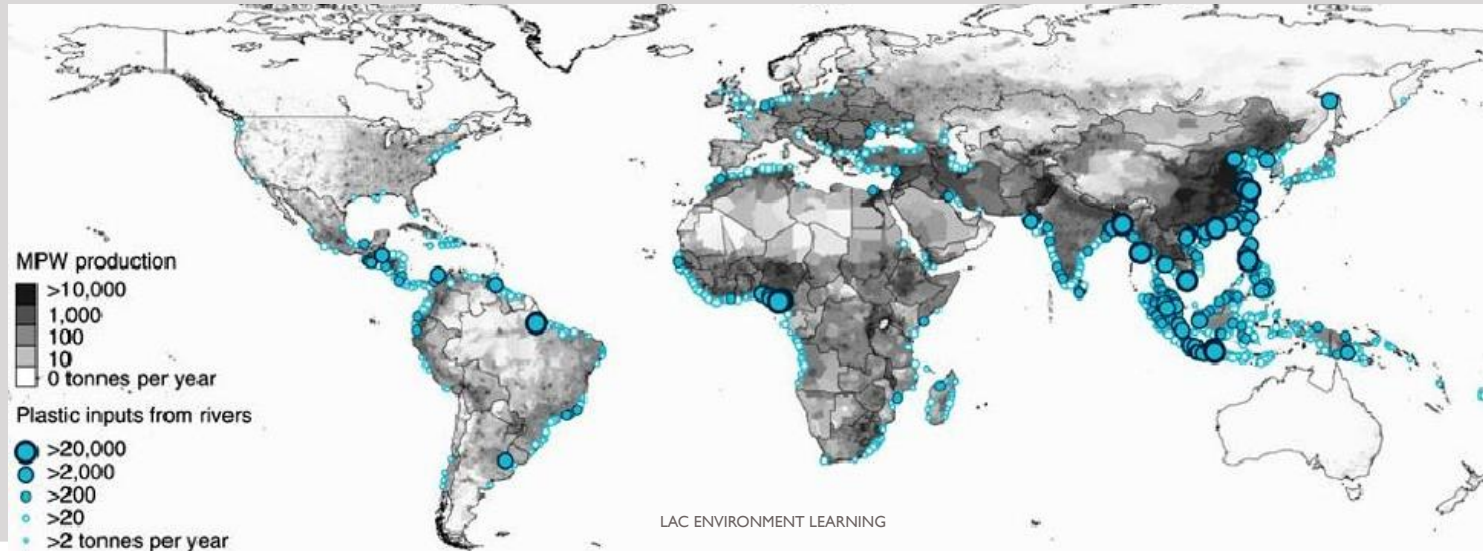 MPW production
>10,000
1,000
100
10
0 tonnes per year
Plastic inputs from rivers
>20,000
>2,000
>200
>20
>2 tonnes per year
LAC ENVIRONMENT LEARNING